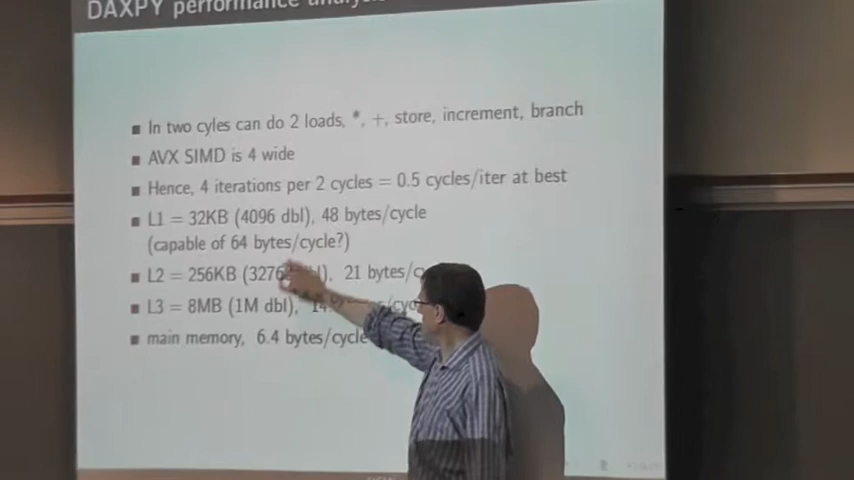 DAXPY performance analysis
In two cyles can do 2 loads, *, +, store, increment, branch
AVX SIMD is 4 wide
Hence, 4 iterations per 2 cycles = 0.5 cycles/iter at best
L1 = 32KB (4096 dbl), 48 bytes/cycle
(capable of 64 bytes/cycle?)
L2 = 256KB 21
L3 = 8MB (1M dbl),
main memory, 6.4 bytes/cycle